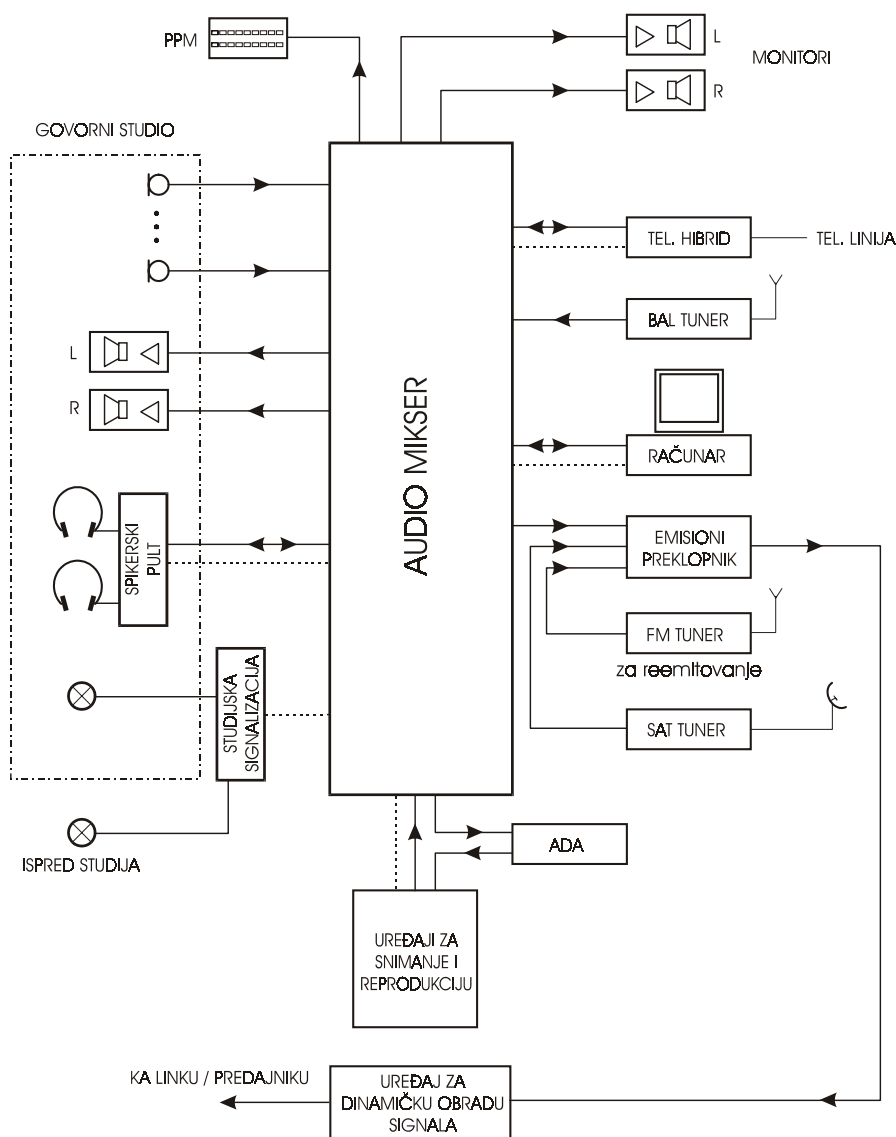 PPM
L
MONITORI
R
GOVORNI STUDIO
TEL. HIBRID
TEL. LINIJA
BAL TUNER
L
R
AUDIO MIKSER
RAČUNAR
SPIKERSKI
PULT
EMISIONI
PREKLOPNIK
FM TUNER
za reemitovanje
STUDIJSKA
SIGNALIZACIJA
SAT TUNER
ISPRED STUDIJA
ADA
UREĐAJI ZA
SNIMANJE I
REPRODUKCIJU
KA LINKU / PREDAJNIKU
UREĐAJ ZA
DINAMIČKU OBRADU
SIGNALA